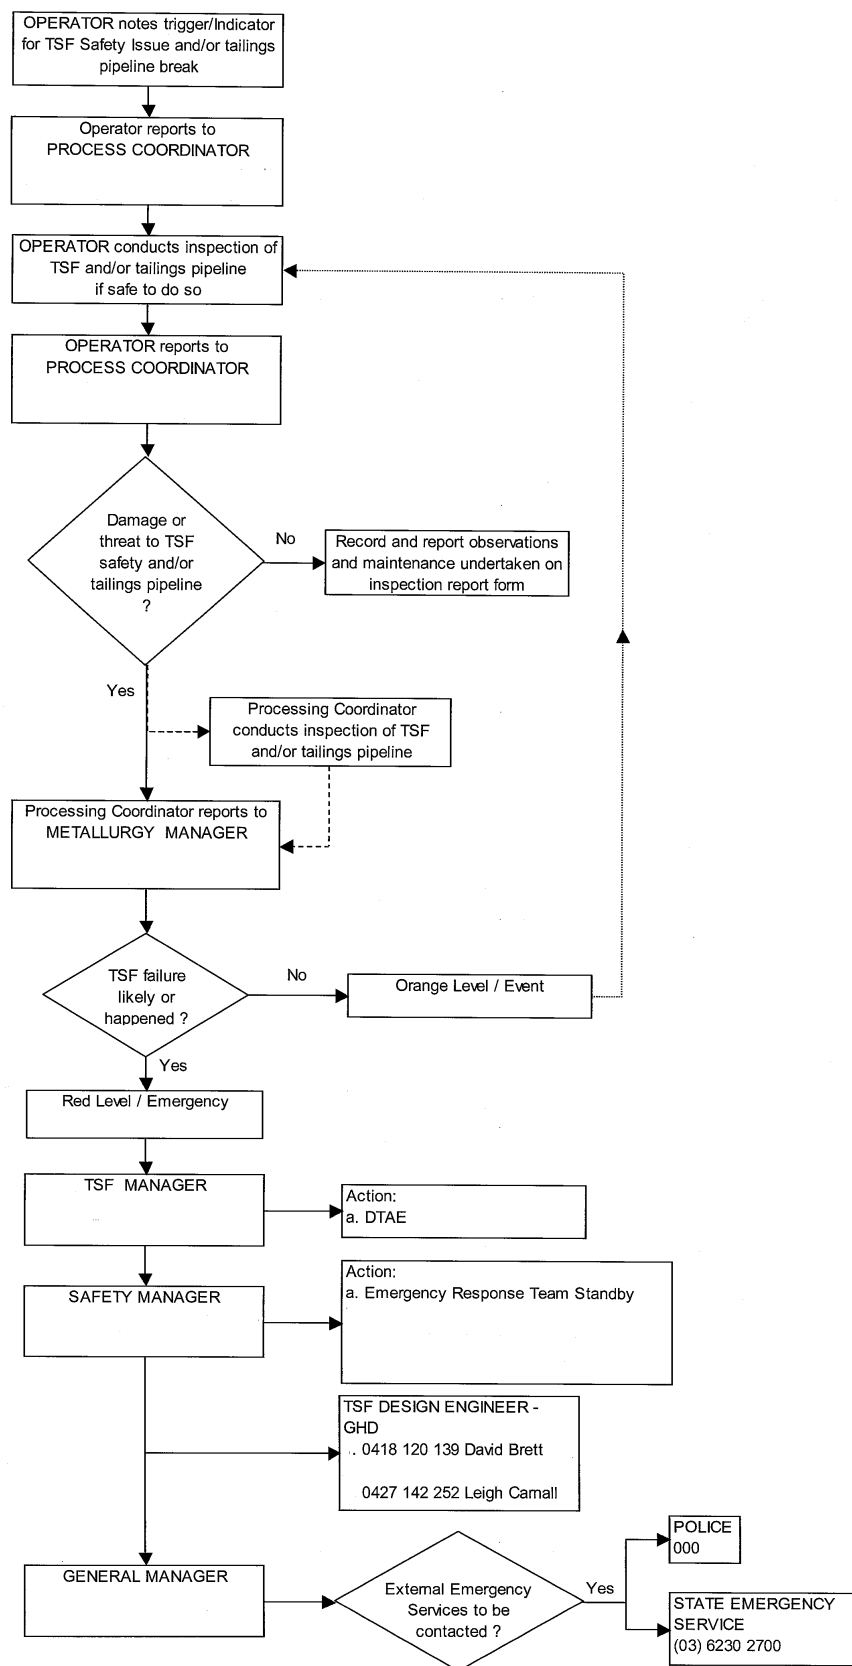 OPERATOR notes trigger/Indicator
for TSF Safety Issue and/or tailings
pipeline break
Operator reports to
PROCESS COORDINATOR
OPERATOR conducts inspection of
TSF and/or tailings pipeline
if safe to do so
OPERATOR reports to
PROCESS COORDINATOR
Damage or
threat to TSF
safety and/or
tailings pipeline
?
No
Record and report observations
and maintenance undertaken on
inspection report form
Yes
Processing Coordinator
conducts inspection of TSF
and/or tailings pipeline
Processing Coordinator reports to
METALLURGY MANAGER
TSF failure
likely or
happened ?
No
Orange Level / Event
Yes
Red Level / Emergency
TSF MANAGER
Action:
a. DTAE
SAFETY MANAGER
Action:
a. Emergency Response Team Standby
TSF DESIGN ENGINEER -
GHD
. 0418 120 139 David Brett
0427 142 252 Leigh Carnall
GENERAL MANAGER
External Emergency
Services to be
contacted ?
Yes
POLICE
000
STATE EMERGENCY
SERVICE
(03) 6230 2700